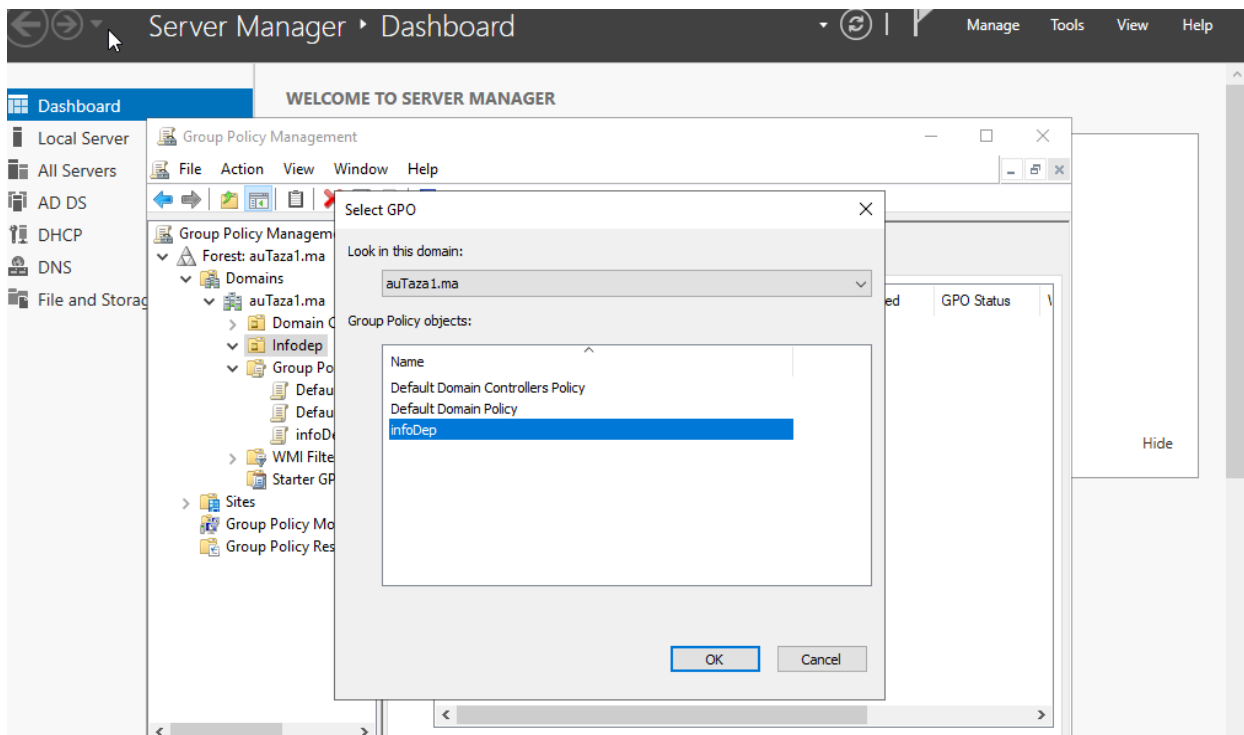 Server Manager ‣ Dashboard
Manage Tools View Help
Dashboard
Local Server
All Servers
AD DS
DHCP
DNS
File and Storag
WELCOME TO SERVER MANAGER
Group Policy Management
File Action View Window Help
Group Policy Managem
Forest: auTaza1.ma
Domains
auTaza1.ma
Domain C
Infodep
Group Po
Defau
Defau
infoDe
WMI Filte
Starter GP
Sites
Group Policy Mo
Group Policy Res
Select GPO
Look in this domain:
auTaza1.ma
Group Policy objects:
Name
Default Domain Controllers Policy
Default Domain Policy
infoDep
OK Cancel
ed GPO Status
Hide